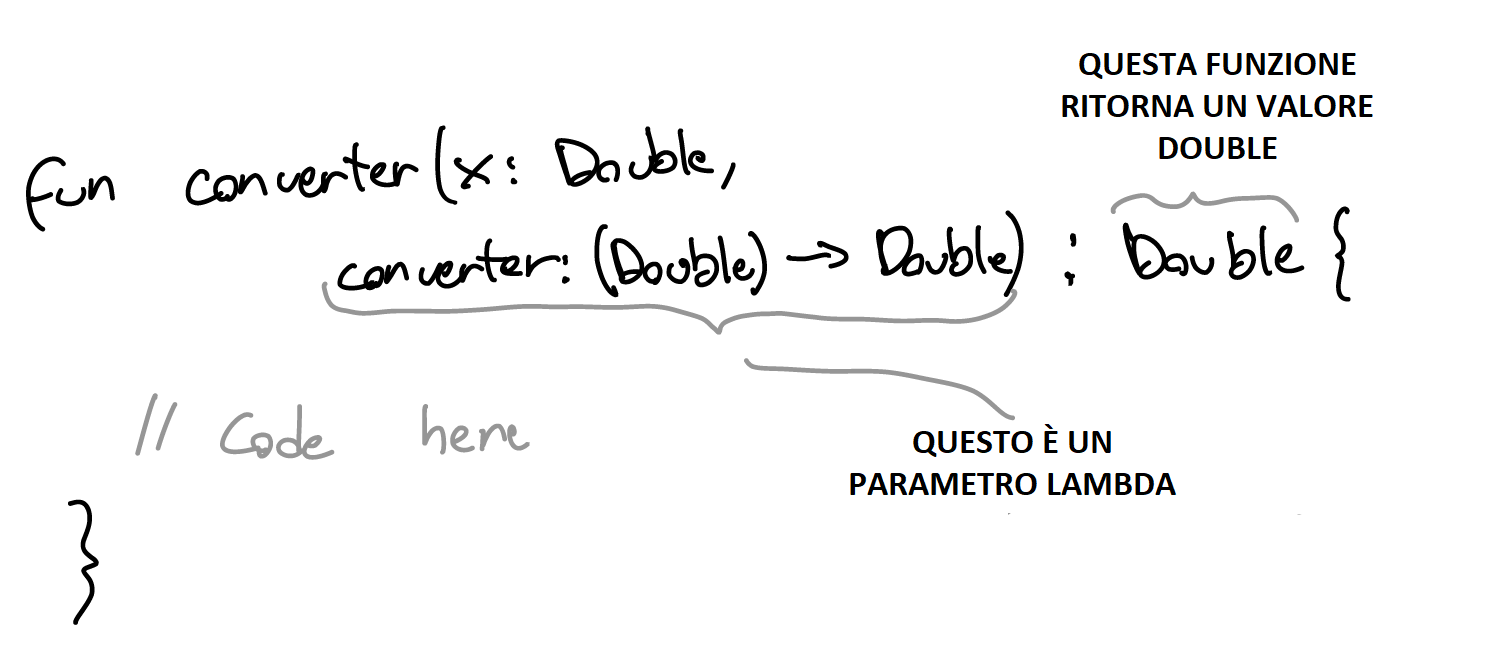 QUESTA FUNZIONE
RITORNA UN VALORE
DOUBLE
fun converter(x: Double,
converter: (Double) → Double) : Double {
// Code here
QUESTO È UN
PARAMETRO LAMBDA
}